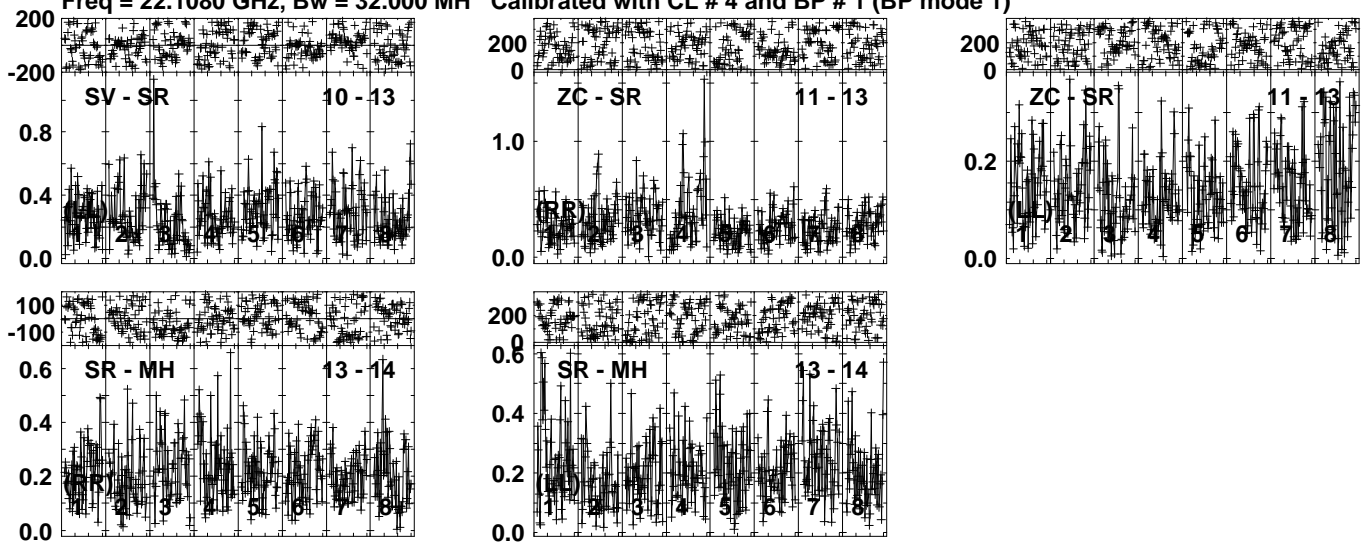 Freq = 22.1080 GHz, Bw = 32.000 MH Calibrated with CL # 4 and BP # 1 (BP mode 1)
200
-200
SV - SR 10 - 13
0.8
0.4
0.0
(LL)
1 2 3 4 5 6 7 8
200
0
ZC - SR 11 - 13
1.0
0.0
(RR)
1 2 3 4 5 6 7 8
200
0
ZC - SR 11 - 13
0.2
0.0
(LL)
1 2 3 4 5 6 7 8
100
-100
SR - MH 13 - 14
0.6
0.4
0.2
0.0
(RR)
1 2 3 4 5 6 7 8
200
0
SR - MH 13 - 14
0.6
0.4
0.2
0.0
(LL)
1 2 3 4 5 6 7 8